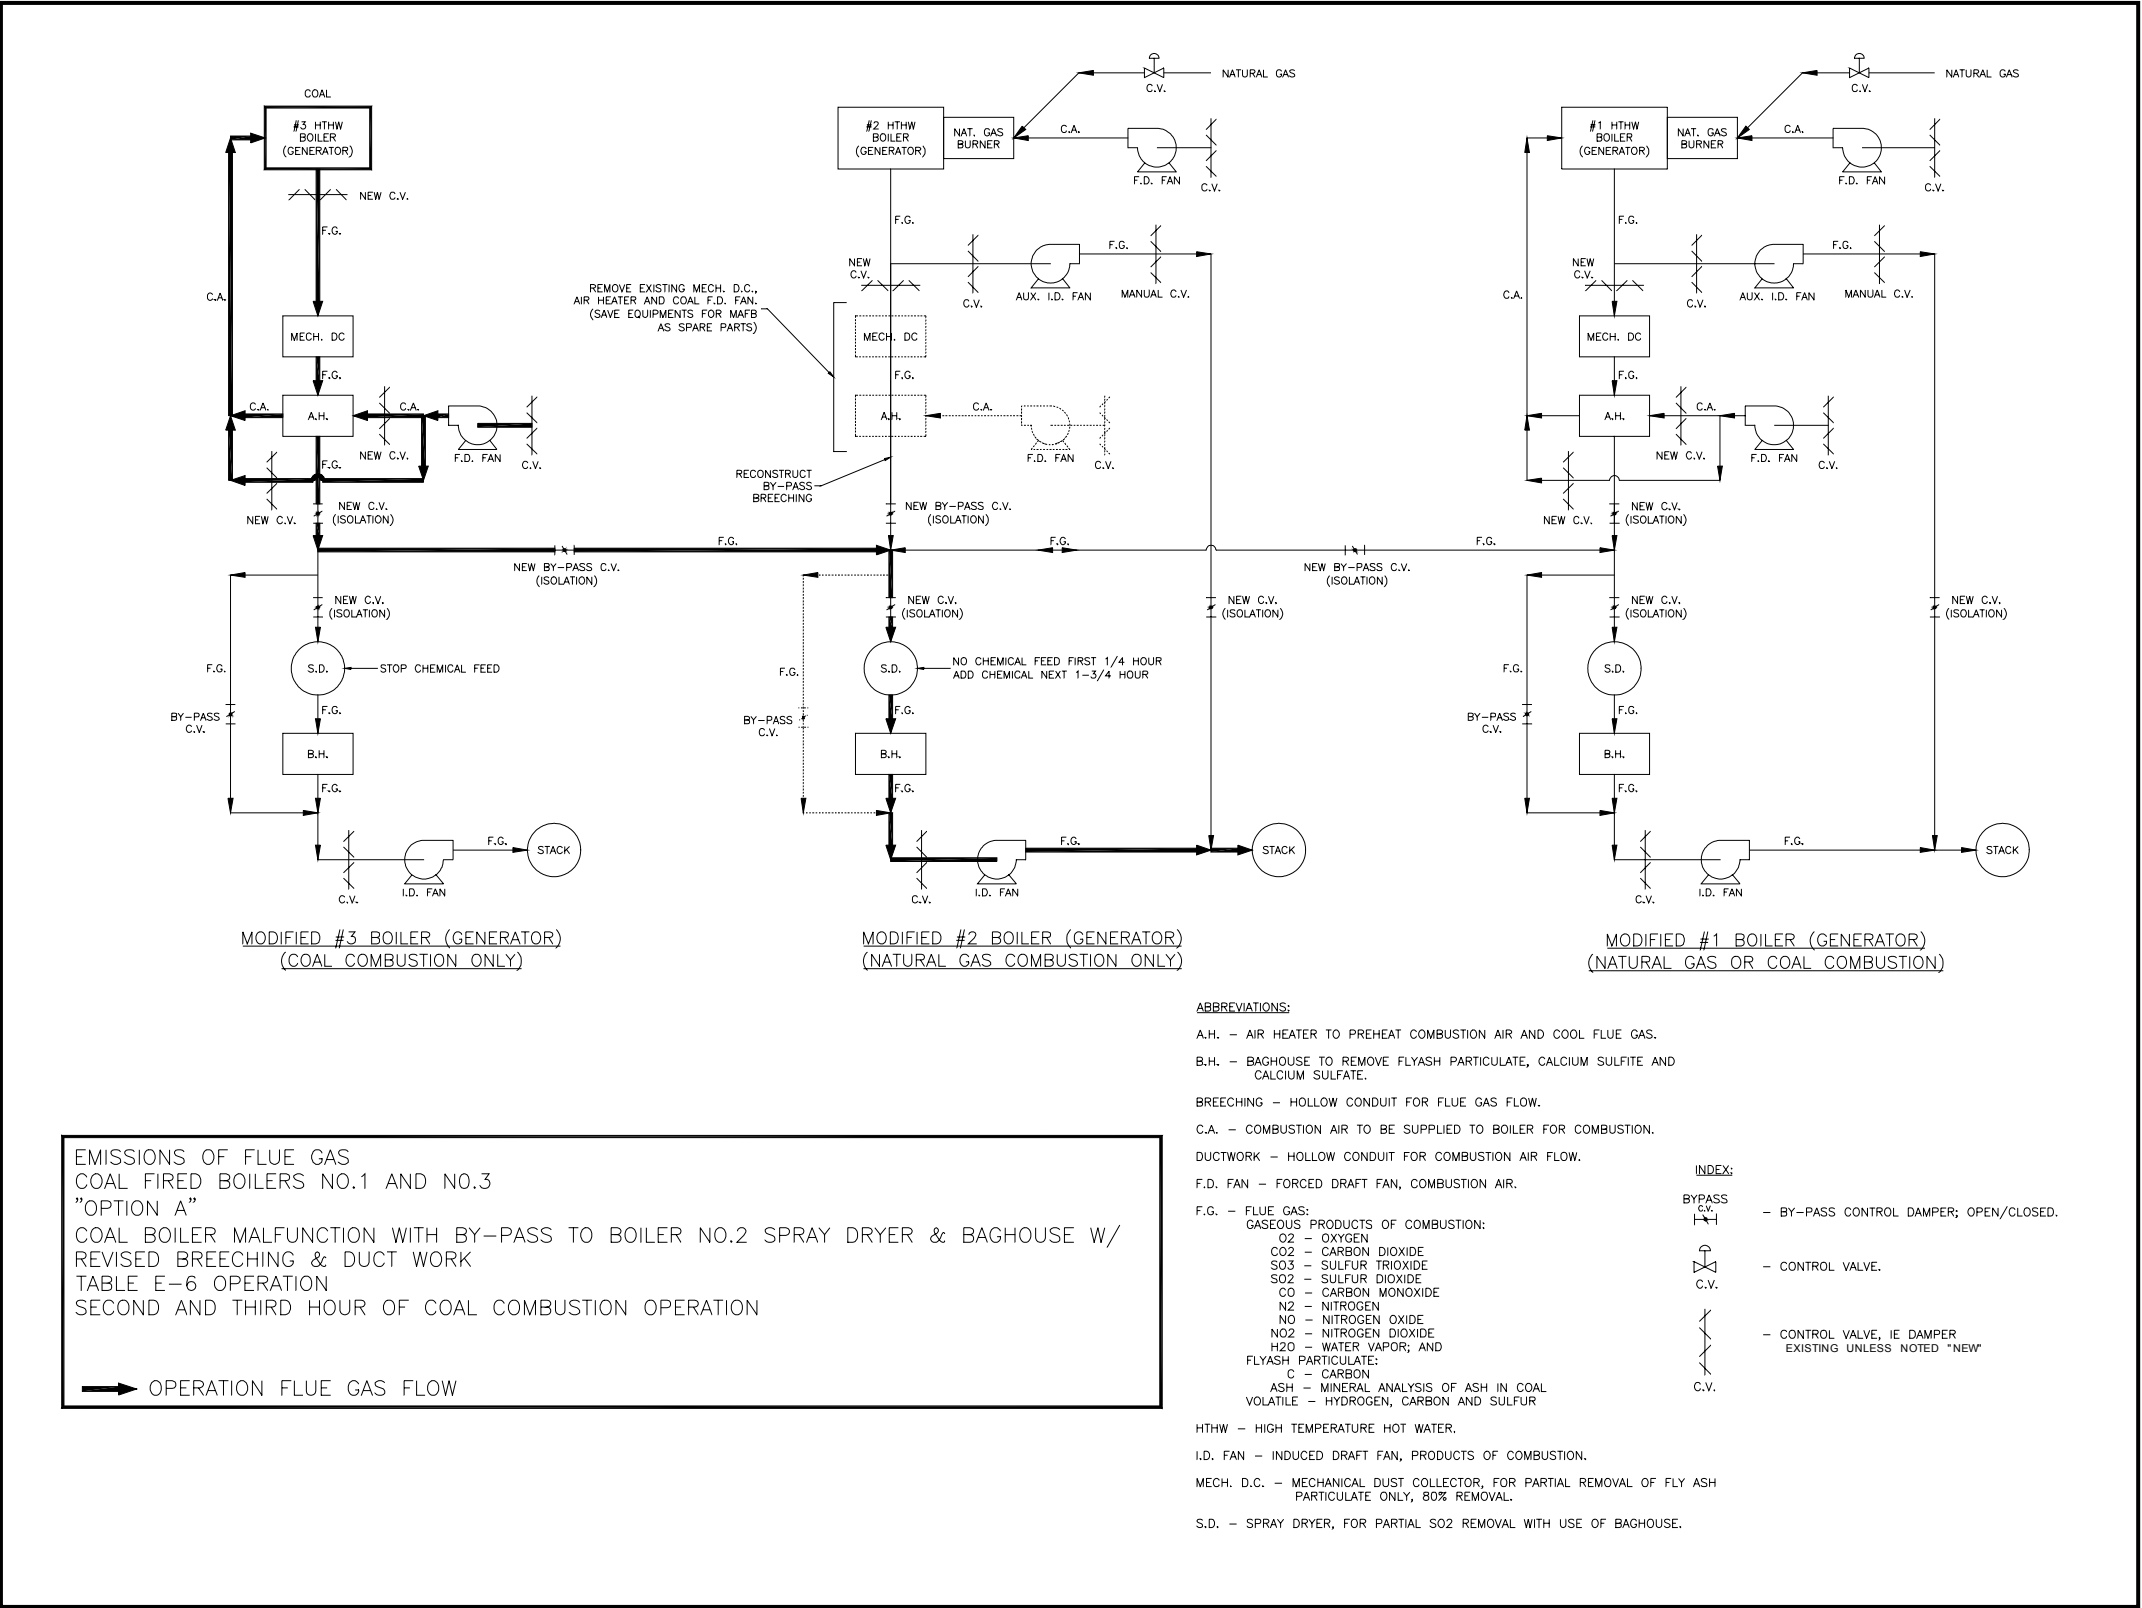 COAL
#3 HTHW
BOILER
(GENERATOR)
NEW C.V.
F.G.
C.A.
MECH. DC
F.G.
C.A.
A.H.
NEW C.V.
C.A.
F.D. FAN
C.V.
F.G.
NEW C.V.
NEW C.V.
(ISOLATION)
F.G.
NEW BY-PASS C.V.
(ISOLATION)
NEW C.V.
(ISOLATION)
F.G.
S.D.
STOP CHEMICAL FEED
F.G.
BY-PASS
C.V.
B.H.
F.G.
C.V.
I.D. FAN
F.G.
STACK
MODIFIED #3 BOILER (GENERATOR)
(COAL COMBUSTION ONLY)
NATURAL GAS
C.V.
#2 HTHW
BOILER
(GENERATOR)
NAT. GAS
BURNER
C.A.
F.D. FAN
C.V.
F.G.
NEW
C.V.
C.V.
AUX. I.D. FAN
F.G.
MANUAL C.V.
REMOVE EXISTING MECH. D.C.,
AIR HEATER AND COAL F.D. FAN.
(SAVE EQUIPMENTS FOR MAFB
AS SPARE PARTS)
MECH. DC
F.G.
A.H.
C.A.
F.D. FAN
C.V.
RECONSTRUCT
BY-PASS
BREECHING
NEW BY-PASS C.V.
(ISOLATION)
F.G.
F.G.
NEW BY-PASS C.V.
(ISOLATION)
NEW C.V.
(ISOLATION)
NEW C.V.
(ISOLATION)
F.G.
S.D.
NO CHEMICAL FEED FIRST 1/4 HOUR
ADD CHEMICAL NEXT 1-3/4 HOUR
F.G.
BY-PASS
C.V.
B.H.
F.G.
C.V.
I.D. FAN
F.G.
STACK
MODIFIED #2 BOILER (GENERATOR)
(NATURAL GAS COMBUSTION ONLY)
NATURAL GAS
C.V.
#1 HTHW
BOILER
(GENERATOR)
NAT. GAS
BURNER
C.A.
F.D. FAN
C.V.
F.G.
NEW
C.V.
C.V.
AUX. I.D. FAN
F.G.
MANUAL C.V.
C.A.
MECH. DC
F.G.
A.H.
NEW C.V.
C.A.
F.D. FAN
C.V.
NEW C.V.
NEW C.V.
(ISOLATION)
NEW C.V.
(ISOLATION)
NEW C.V.
(ISOLATION)
F.G.
S.D.
F.G.
BY-PASS
C.V.
B.H.
F.G.
C.V.
I.D. FAN
F.G.
STACK
MODIFIED #1 BOILER (GENERATOR)
(NATURAL GAS OR COAL COMBUSTION)
EMISSIONS OF FLUE GAS
COAL FIRED BOILERS NO.1 AND NO.3
"OPTION A"
COAL BOILER MALFUNCTION WITH BY-PASS TO BOILER NO.2 SPRAY DRYER & BAGHOUSE W/
REVISED BREECHING & DUCT WORK
TABLE E-6 OPERATION
SECOND AND THIRD HOUR OF COAL COMBUSTION OPERATION
OPERATION FLUE GAS FLOW
ABBREVIATIONS:
A.H. - AIR HEATER TO PREHEAT COMBUSTION AIR AND COOL FLUE GAS.
B.H. - BAGHOUSE TO REMOVE FLYASH PARTICULATE, CALCIUM SULFITE AND
CALCIUM SULFATE.
BREECHING - HOLLOW CONDUIT FOR FLUE GAS FLOW.
C.A. - COMBUSTION AIR TO BE SUPPLIED TO BOILER FOR COMBUSTION.
DUCTWORK - HOLLOW CONDUIT FOR COMBUSTION AIR FLOW.
F.D. FAN - FORCED DRAFT FAN, COMBUSTION AIR.
F.G. - FLUE GAS:
GASEOUS PRODUCTS OF COMBUSTION:
O2 - OXYGEN
CO2 - CARBON DIOXIDE
SO3 - SULFUR TRIOXIDE
SO2 - SULFUR DIOXIDE
CO - CARBON MONOXIDE
N2 - NITROGEN
NO - NITROGEN OXIDE
NO2 - NITROGEN DIOXIDE
H2O - WATER VAPOR; AND
FLYASH PARTICULATE:
C - CARBON
ASH - MINERAL ANALYSIS OF ASH IN COAL
VOLATILE - HYDROGEN, CARBON AND SULFUR
HTHW - HIGH TEMPERATURE HOT WATER.
I.D. FAN - INDUCED DRAFT FAN, PRODUCTS OF COMBUSTION.
MECH. D.C. - MECHANICAL DUST COLLECTOR, FOR PARTIAL REMOVAL OF FLY ASH
PARTICULATE ONLY, 80% REMOVAL.
S.D. - SPRAY DRYER, FOR PARTIAL SO2 REMOVAL WITH USE OF BAGHOUSE.
INDEX:
BYPASS
C.V.
- BY-PASS CONTROL DAMPER; OPEN/CLOSED.
C.V.
- CONTROL VALVE.
C.V.
- CONTROL VALVE, IE DAMPER
EXISTING UNLESS NOTED "NEW"